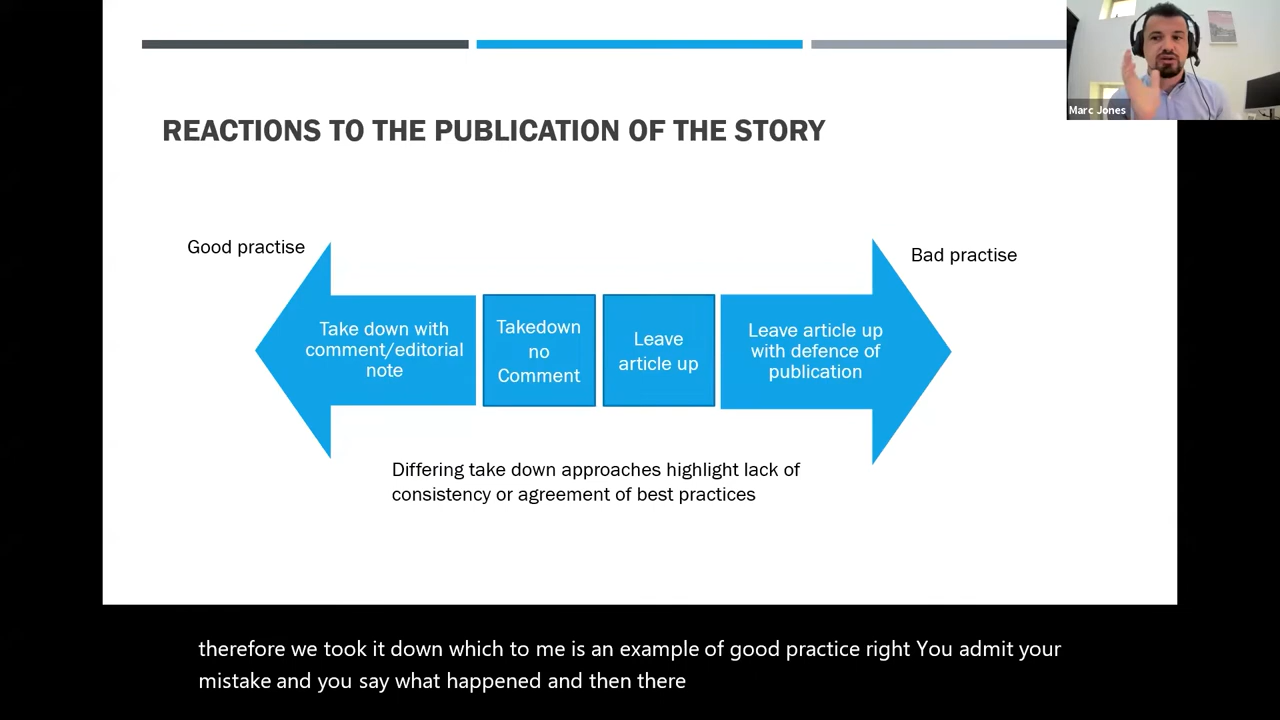 Marc Jones
REACTIONS TO THE PUBLICATION OF THE STORY
Good practise
Bad practise
Take down with
comment/editorial
note
Takedown
no
Comment
Leave
article up
Leave article up
with defence of
publication
Differing take down approaches highlight lack of
consistency or agreement of best practices
therefore we took it down which to me is an example of good practice right You admit your
mistake and you say what happened and then there